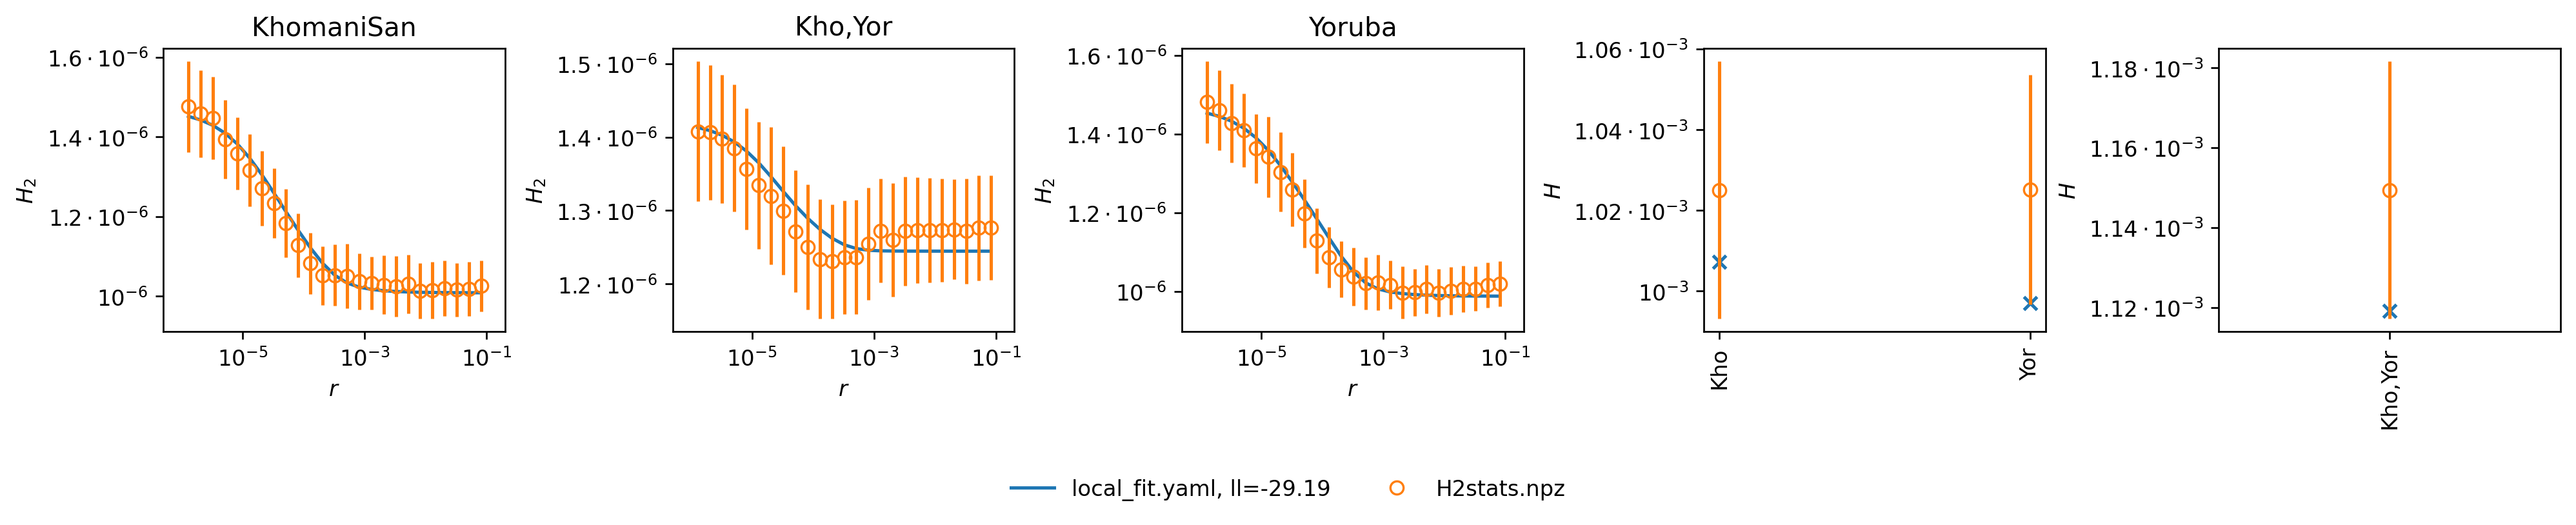 KhomaniSan
Kho,Yor
Yoruba
1.6 · 10⁻⁶
1.4 · 10⁻⁶
1.2 · 10⁻⁶
10⁻⁶
H₂
10⁻⁵
10⁻³
10⁻¹
r
1.5 · 10⁻⁶
1.4 · 10⁻⁶
1.3 · 10⁻⁶
1.2 · 10⁻⁶
H₂
10⁻⁵
10⁻³
10⁻¹
r
1.6 · 10⁻⁶
1.4 · 10⁻⁶
1.2 · 10⁻⁶
10⁻⁶
H₂
10⁻⁵
10⁻³
10⁻¹
r
1.06 · 10⁻³
1.04 · 10⁻³
1.02 · 10⁻³
10⁻³
H
Kho
Yor
1.18 · 10⁻³
1.16 · 10⁻³
1.14 · 10⁻³
1.12 · 10⁻³
H
Kho,Yor
local_fit.yaml, ll=-29.19
H2stats.npz